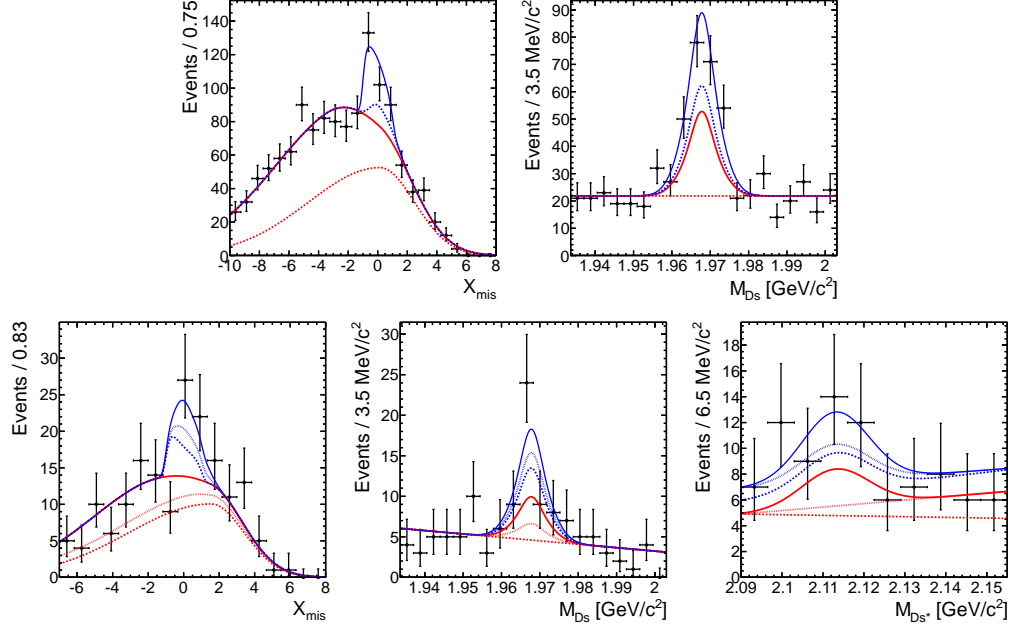 Events / 0.75
140
120
100
80
60
40
20
0
-10 -8 -6 -4 -2 0 2 4 6 8
X_mis
Events / 3.5 MeV/c²
90
80
70
60
50
40
30
20
10
0
1.94 1.95 1.96 1.97 1.98 1.99 2
M_Ds [GeV/c²]
Events / 0.83
30
25
20
15
10
5
0
-6 -4 -2 0 2 4 6 8
X_mis
Events / 3.5 MeV/c²
30
25
20
15
10
5
0
1.94 1.95 1.96 1.97 1.98 1.99 2
M_Ds [GeV/c²]
Events / 6.5 MeV/c²
18
16
14
12
10
8
6
4
2
0
2.09 2.1 2.11 2.12 2.13 2.14 2.15
M_Ds* [GeV/c²]